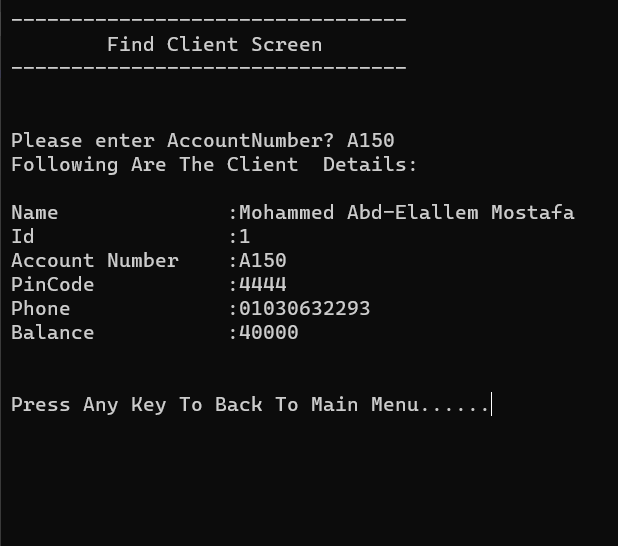 ---------------------------------
Find Client Screen
---------------------------------
Please enter AccountNumber? A150
Following Are The Client  Details:
Name              :Mohammed Abd-Elallem Mostafa
Id                :1
Account Number    :A150
PinCode           :4444
Phone             :01030632293
Balance           :40000
Press Any Key To Back To Main Menu......